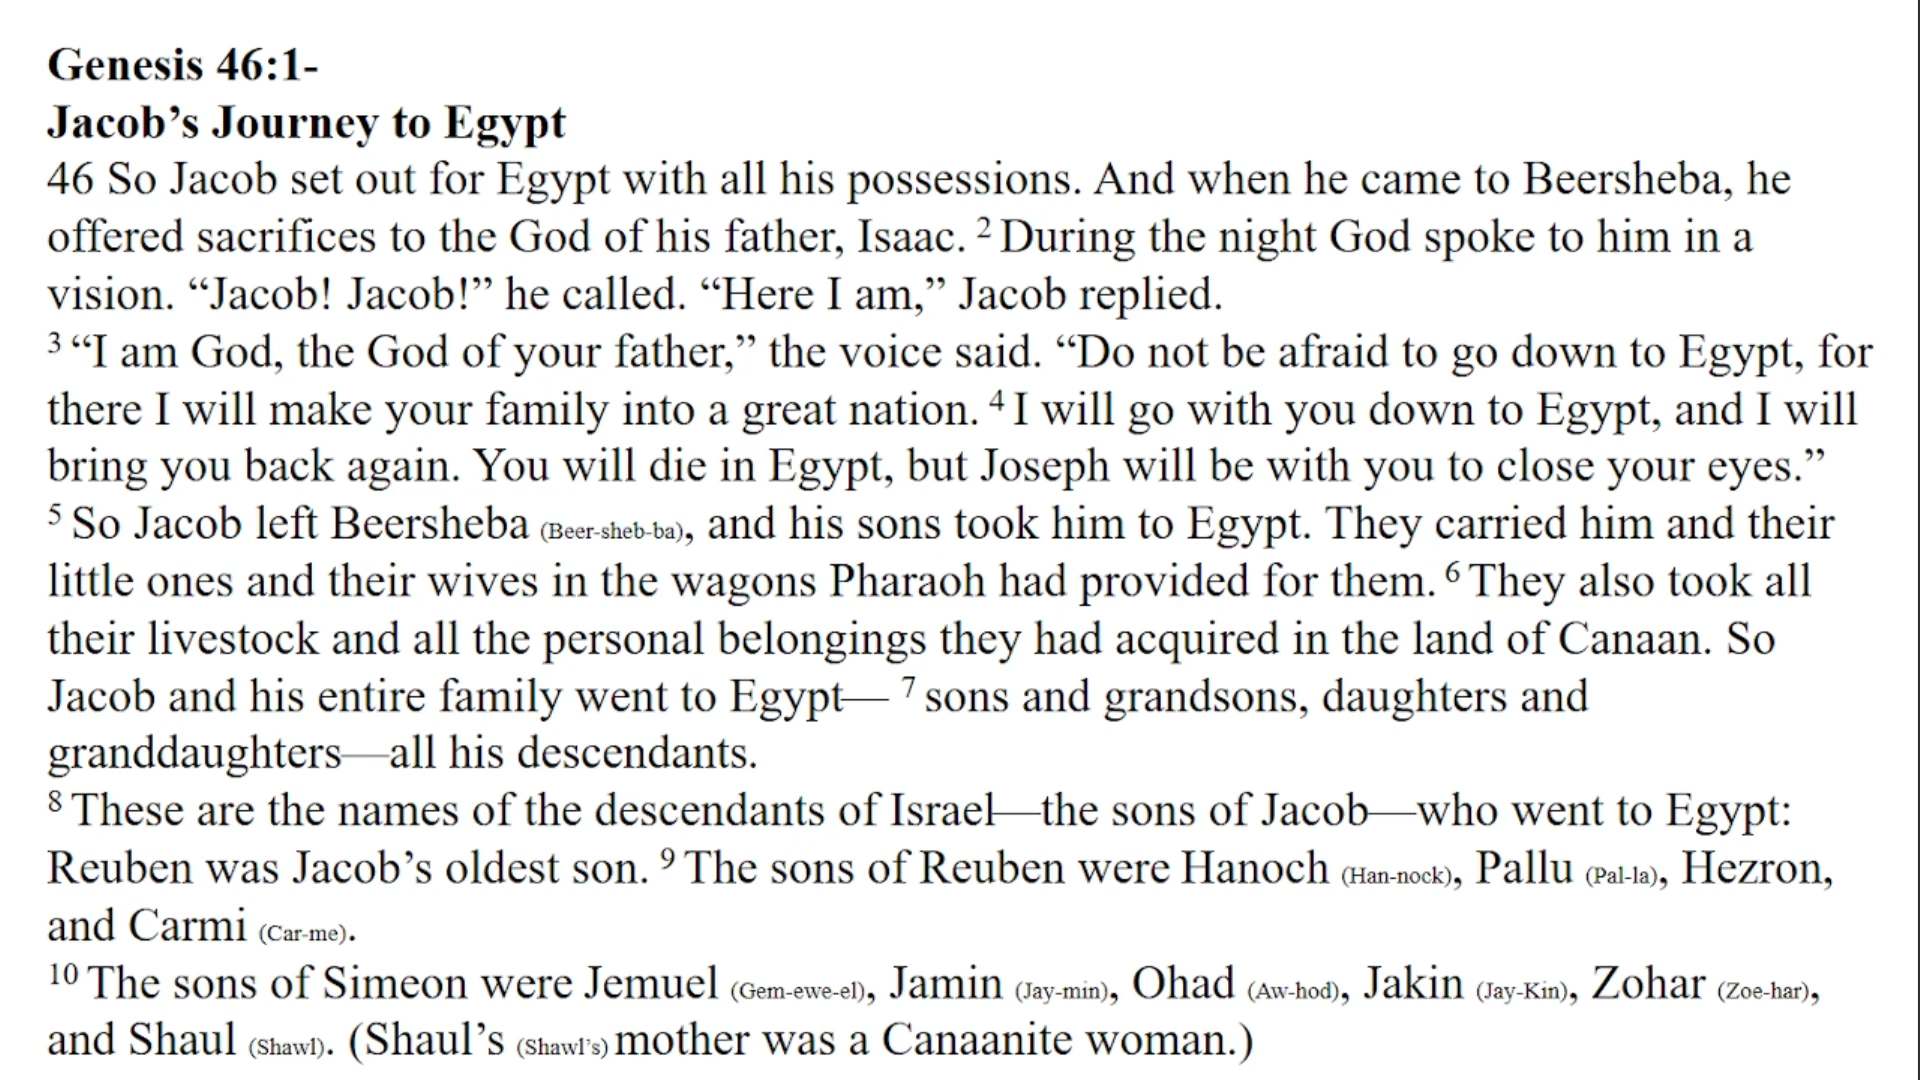 Genesis 46:1-
Jacob’s Journey to Egypt
46 So Jacob set out for Egypt with all his possessions. And when he came to Beersheba, he
offered sacrifices to the God of his father, Isaac. 2 During the night God spoke to him in a
vision. “Jacob! Jacob!” he called. “Here I am,” Jacob replied.
3 “I am God, the God of your father,” the voice said. “Do not be afraid to go down to Egypt, for
there I will make your family into a great nation. 4 I will go with you down to Egypt, and I will
bring you back again. You will die in Egypt, but Joseph will be with you to close your eyes.”
5 So Jacob left Beersheba (Beer-sheb-ba), and his sons took him to Egypt. They carried him and their
little ones and their wives in the wagons Pharaoh had provided for them. 6 They also took all
their livestock and all the personal belongings they had acquired in the land of Canaan. So
Jacob and his entire family went to Egypt— 7 sons and grandsons, daughters and
granddaughters—all his descendants.
8 These are the names of the descendants of Israel—the sons of Jacob—who went to Egypt:
Reuben was Jacob’s oldest son. 9 The sons of Reuben were Hanoch (Han-nock), Pallu (Pal-la), Hezron,
and Carmi (Car-me).
10 The sons of Simeon were Jemuel (Gem-ewe-el), Jamin (Jay-min), Ohad (Aw-hod), Jakin (Jay-Kin), Zohar (Zoe-har),
and Shaul (Shawl). (Shaul’s (Shawl’s) mother was a Canaanite woman.)